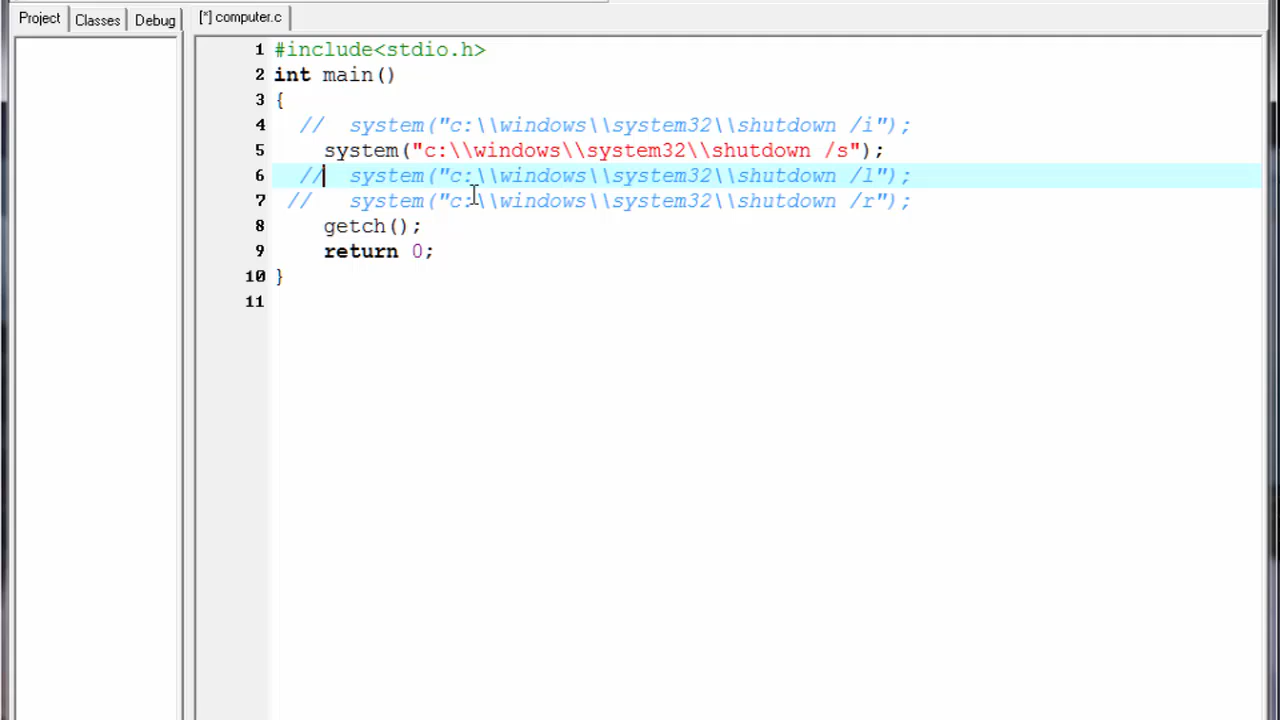 Project Classes Debug [*] computer.c
1 #include<stdio.h>
2 int main()
3 {
4 // system("c:\\windows\\system32\\shutdown /i");
5 system("c:\\windows\\system32\\shutdown /s");
6 // system("c:\\windows\\system32\\shutdown /l");
7 // system("c:\\windows\\system32\\shutdown /r");
8 getch();
9 return 0;
10 }
11